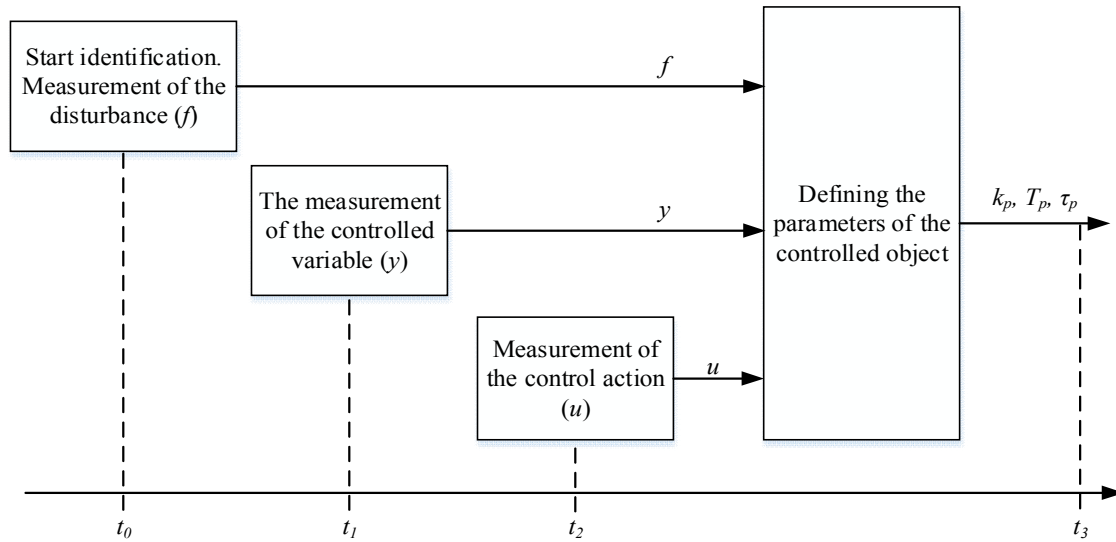 Start identification.
Measurement of the
disturbance (f)
f
The measurement
of the controlled
variable (y)
y
Measurement of
the control action
(u)
u
Defining the
parameters of the
controlled object
kₚ, Tₚ, τₚ
t₀
t₁
t₂
t₃